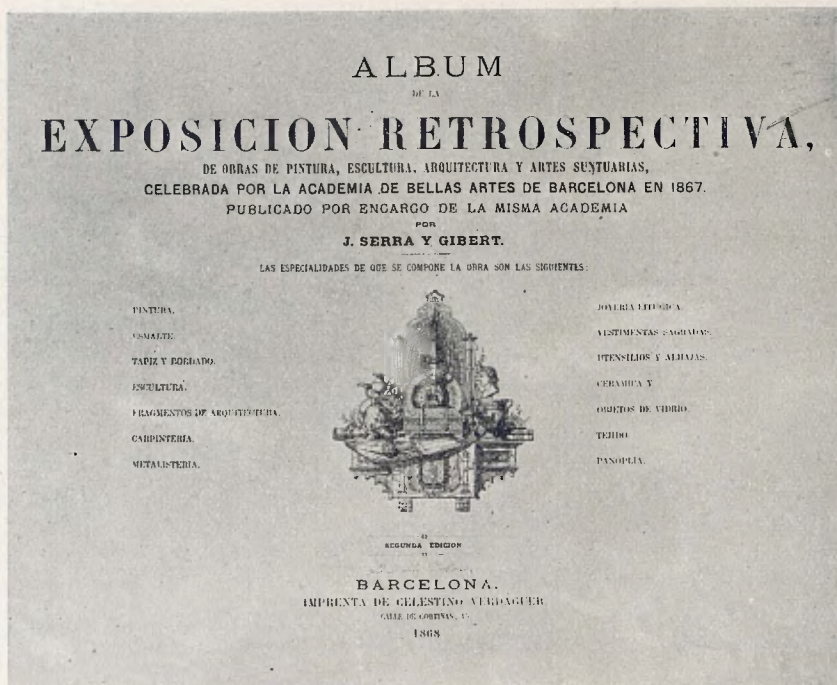 ALBUM
DE LA
EXPOSICION RETROSPECTIVA,
DE OBRAS DE PINTURA, ESCULTURA, ARQUITECTURA Y ARTES SUNTUARIAS,
CELEBRADA POR LA ACADEMIA DE BELLAS ARTES DE BARCELONA EN 1867.
PUBLICADO POR ENCARGO DE LA MISMA ACADEMIA
POR
J. SERRA Y GIBERT.
LAS ESPECIALIDADES DE QUE SE COMPONE LA OBRA SON LAS SIGUIENTES:
PINTURA.
ESMALTE.
TAPIZ Y BORDADO.
ESCULTURA.
FRAGMENTOS DE ARQUITECTURA.
CARPINTERIA.
METALISTERIA.
JOYERIA LITURGICA.
VESTIMENTAS SAGRADAS.
UTENSILIOS Y ALHAJAS.
CERAMICA Y
OBJETOS DE VIDRIO.
TEJIDO.
PANOPLIA.
SEGUNDA EDICION
BARCELONA.
IMPRENTA DE CELESTINO VERDAGUER
CALLE DE CORTINAS,
1868